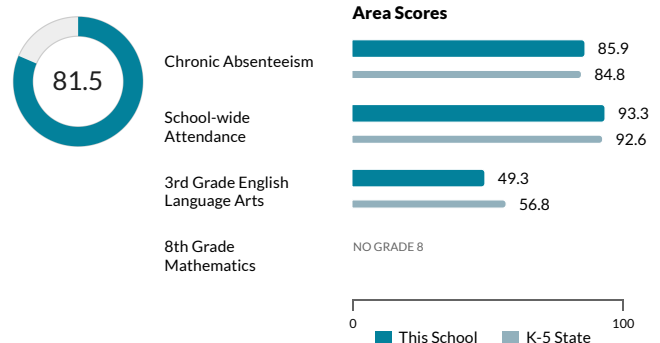 Area Scores
81.5
Chronic Absenteeism
85.9
84.8
School-wide
Attendance
93.3
92.6
3rd Grade English
Language Arts
49.3
56.8
8th Grade
Mathematics
NO GRADE 8
0
100
This School
K-5 State